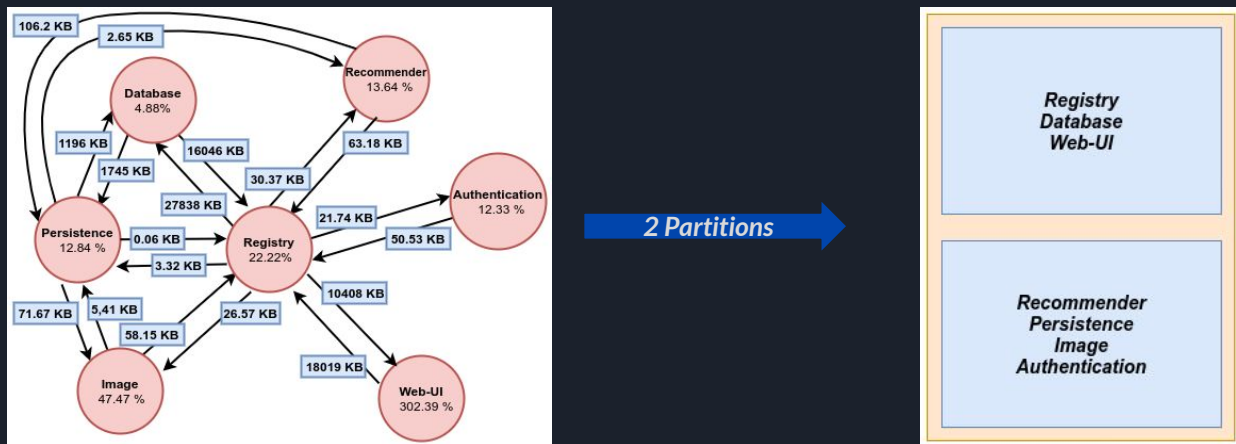 106.2 KB
2.65 KB
Recommender
13.64 %
Database
4.88%
1196 KB
16046 KB
63.18 KB
1745 KB
30.37 KB
Authentication
12.33 %
27838 KB
21.74 KB
Persistence
12.84 %
0.06 KB
Registry
22.22%
50.53 KB
3.32 KB
10408 KB
71.67 KB
5,41 KB
26.57 KB
58.15 KB
18019 KB
Image
47.47 %
Web-UI
302.39 %
2 Partitions
Registry
Database
Web-UI
Recommender
Persistence
Image
Authentication